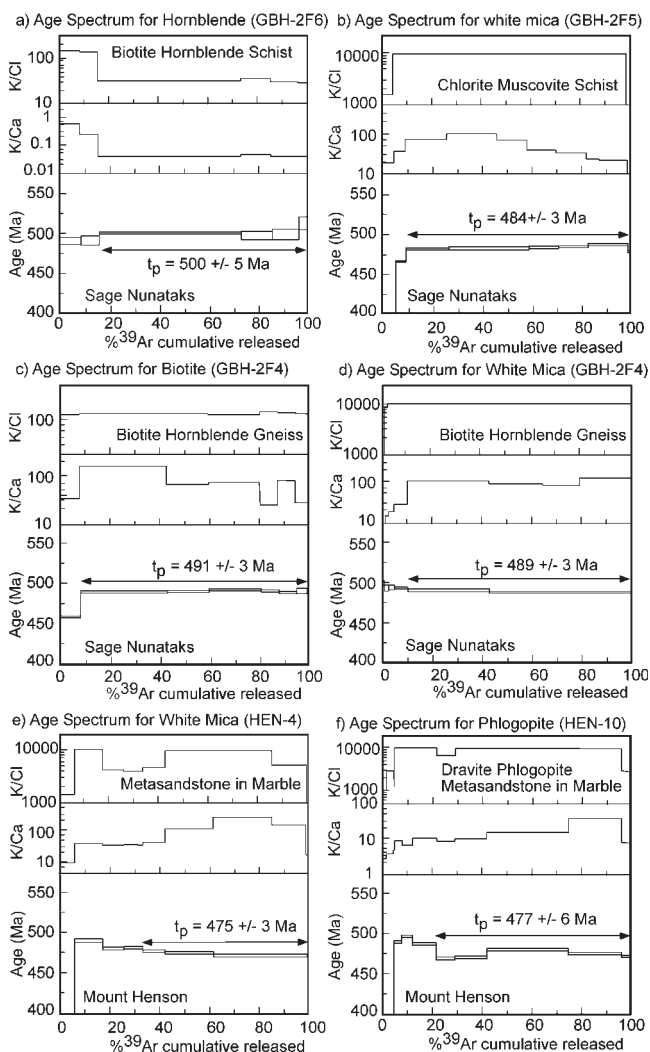 a) Age Spectrum for Hornblende (GBH-2F6)
K/Cl
100
10
Biotite Hornblende Schist
K/Ca
1
0.1
0.01
Age (Ma)
550
500
450
400
tp = 500 +/- 5 Ma
Sage Nunataks
0 20 40 60 80 100
%39Ar cumulative released
b) Age Spectrum for white mica (GBH-2F5)
K/Cl
10000
1000
Chlorite Muscovite Schist
K/Ca
100
10
Age (Ma)
550
500
450
400
tp = 484+/- 3 Ma
Sage Nunataks
0 20 40 60 80 100
%39Ar cumulative released
c) Age Spectrum for Biotite (GBH-2F4)
K/Cl
100
Biotite Hornblende Gneiss
K/Ca
100
10
Age (Ma)
550
500
450
400
tp = 491 +/- 3 Ma
Sage Nunataks
0 20 40 60 80 100
%39Ar cumulative released
d) Age Spectrum for White Mica (GBH-2F4)
K/Cl
10000
1000
Biotite Hornblende Gneiss
K/Ca
100
10
Age (Ma)
550
500
450
400
tp = 489 +/- 3 Ma
Sage Nunataks
0 20 40 60 80 100
%39Ar cumulative released
e) Age Spectrum for White Mica (HEN-4)
K/Cl
10000
1000
Metasandstone in Marble
K/Ca
100
10
Age (Ma)
550
500
450
400
tp = 475 +/- 3 Ma
Mount Henson
0 20 40 60 80 100
%39Ar cumulative released
f) Age Spectrum for Phlogopite (HEN-10)
K/Cl
10000
1000
Dravite Phlogopite
Metasandstone in Marble
K/Ca
10
1
Age (Ma)
550
500
450
400
tp = 477 +/- 6 Ma
Mount Henson
0 20 40 60 80 100
%39Ar cumulative released